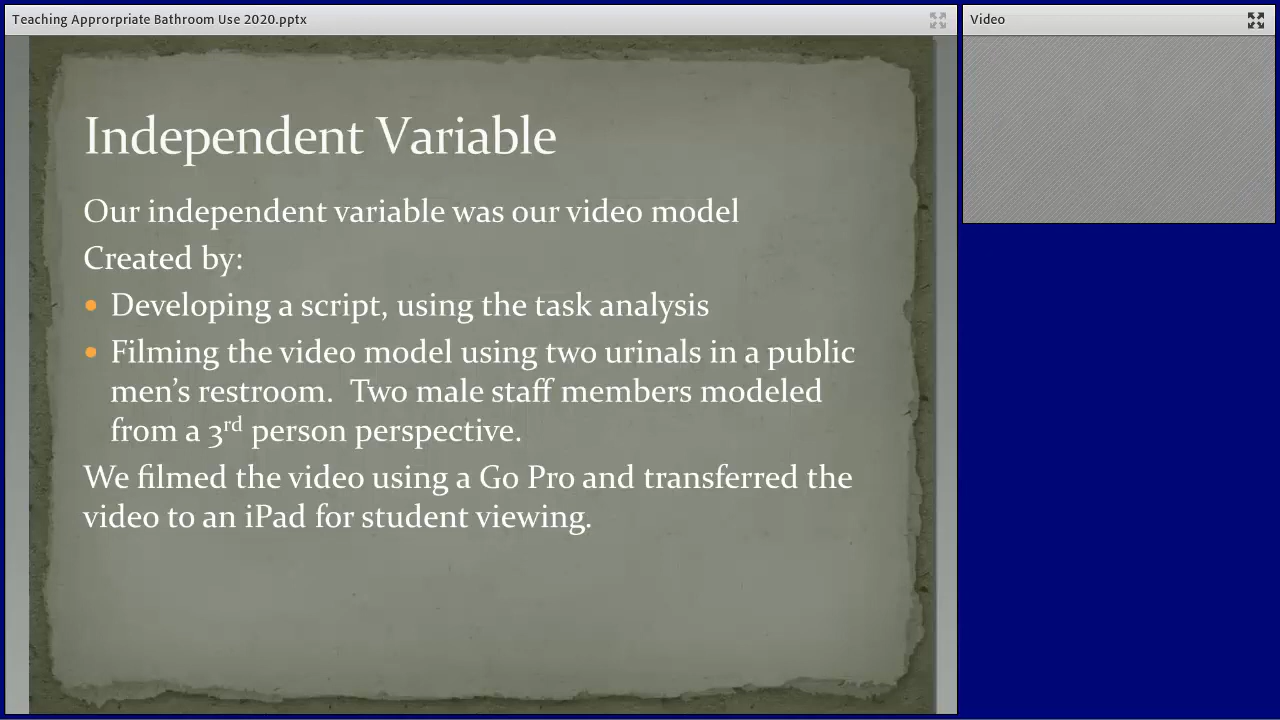 Teaching Approrpriate Bathroom Use 2020.pptx
Video
Independent Variable
Our independent variable was our video model
Created by:
• Developing a script, using the task analysis
• Filming the video model using two urinals in a public
men’s restroom.  Two male staff members modeled
from a 3rd person perspective.
We filmed the video using a Go Pro and transferred the
video to an iPad for student viewing.